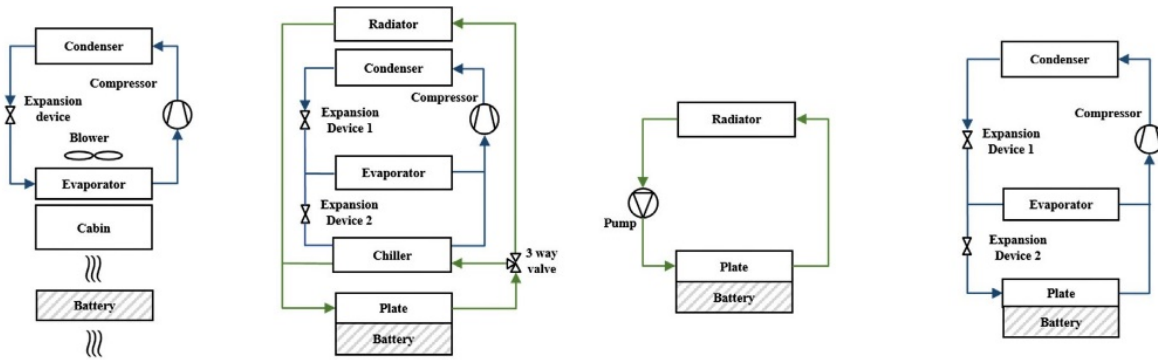 Condenser
Compressor
Expansion
device
Blower
Evaporator
Cabin
Battery
Radiator
Condenser
Compressor
Expansion
Device 1
Evaporator
Expansion
Device 2
Chiller
3 way
valve
Plate
Battery
Radiator
Pump
Plate
Battery
Condenser
Compressor
Expansion
Device 1
Evaporator
Expansion
Device 2
Plate
Battery